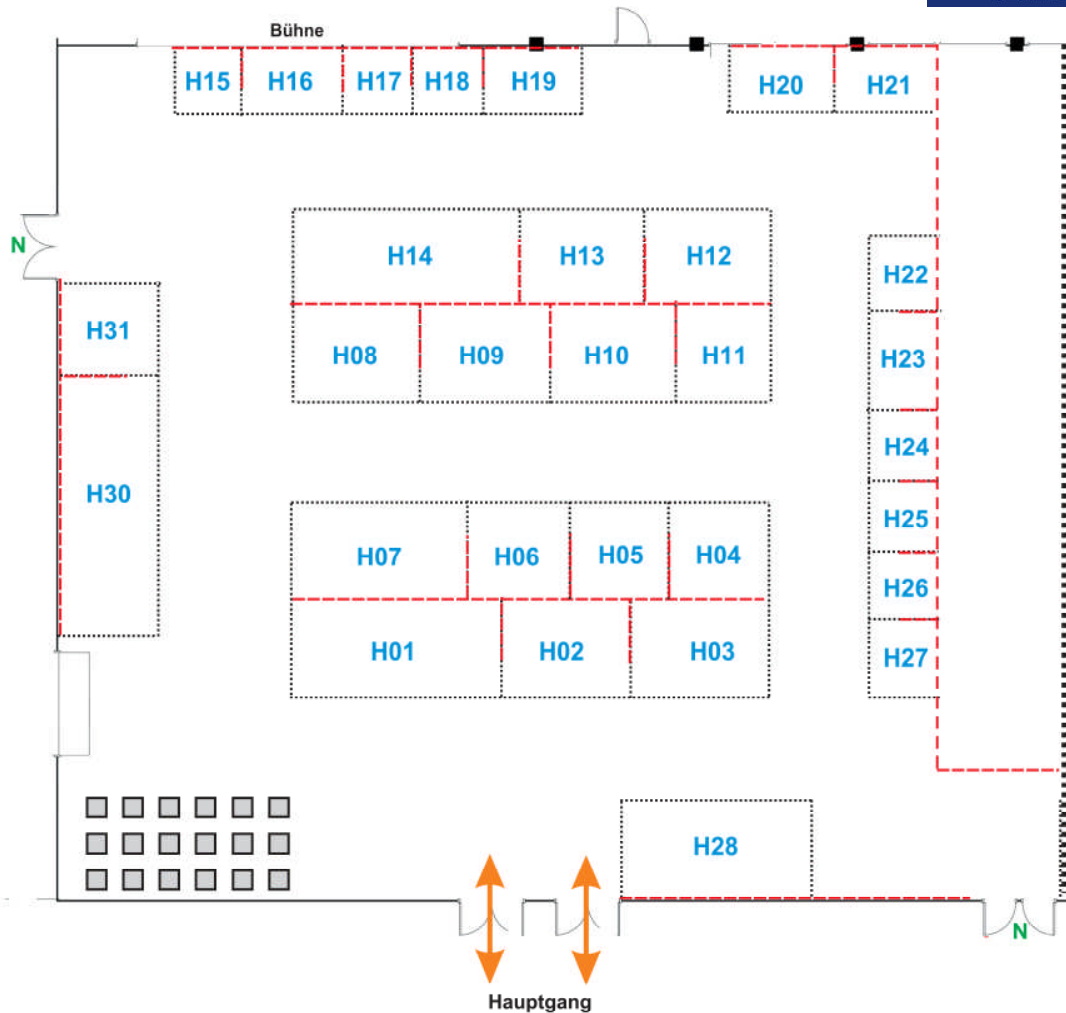 Bühne
H15 H16 H17 H18 H19 H20 H21
N
H14 H13 H12 H22
H31 H08 H09 H10 H11 H23
H24
H30
H25
H07 H06 H05 H04
H26
H01 H02 H03 H27
H28
N
Hauptgang